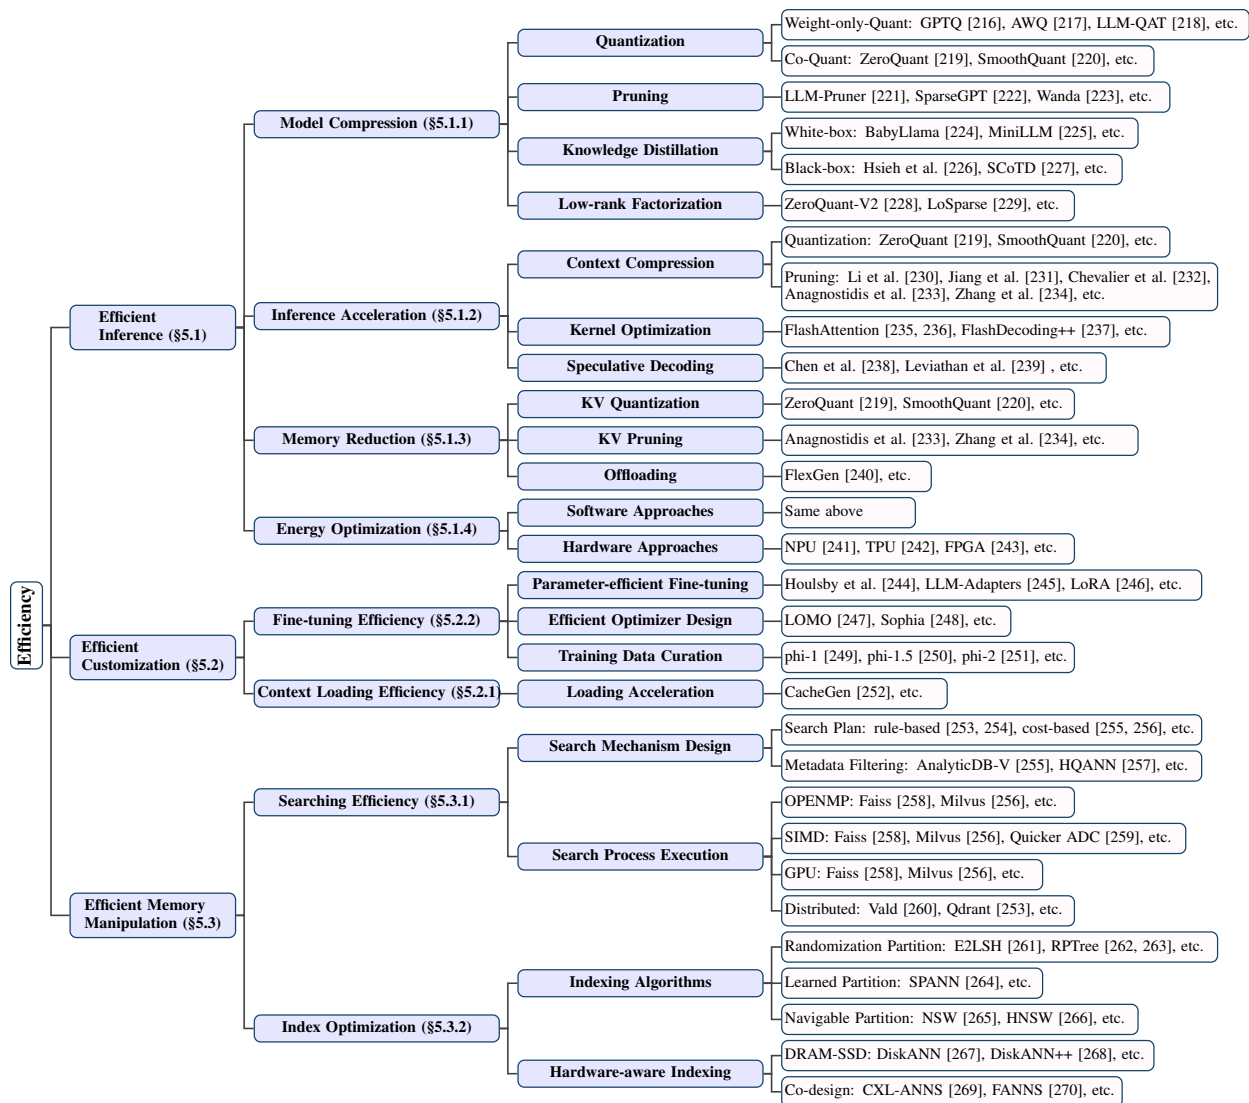 Efficiency
Efficient
Inference (§5.1)
Model Compression (§5.1.1)
Quantization
Weight-only-Quant: GPTQ [216], AWQ [217], LLM-QAT [218], etc.
Co-Quant: ZeroQuant [219], SmoothQuant [220], etc.
Pruning
LLM-Pruner [221], SparseGPT [222], Wanda [223], etc.
Knowledge Distillation
White-box: BabyLlama [224], MiniLLM [225], etc.
Black-box: Hsieh et al. [226], SCoTD [227], etc.
Low-rank Factorization
ZeroQuant-V2 [228], LoSparse [229], etc.
Inference Acceleration (§5.1.2)
Context Compression
Quantization: ZeroQuant [219], SmoothQuant [220], etc.
Pruning: Li et al. [230], Jiang et al. [231], Chevalier et al. [232],
Anagnostidis et al. [233], Zhang et al. [234], etc.
Kernel Optimization
FlashAttention [235, 236], FlashDecoding++ [237], etc.
Speculative Decoding
Chen et al. [238], Leviathan et al. [239] , etc.
Memory Reduction (§5.1.3)
KV Quantization
ZeroQuant [219], SmoothQuant [220], etc.
KV Pruning
Anagnostidis et al. [233], Zhang et al. [234], etc.
Offloading
FlexGen [240], etc.
Energy Optimization (§5.1.4)
Software Approaches
Same above
Hardware Approaches
NPU [241], TPU [242], FPGA [243], etc.
Efficient
Customization (§5.2)
Fine-tuning Efficiency (§5.2.2)
Parameter-efficient Fine-tuning
Houlsby et al. [244], LLM-Adapters [245], LoRA [246], etc.
Efficient Optimizer Design
LOMO [247], Sophia [248], etc.
Training Data Curation
phi-1 [249], phi-1.5 [250], phi-2 [251], etc.
Context Loading Efficiency (§5.2.1)
Loading Acceleration
CacheGen [252], etc.
Efficient Memory
Manipulation (§5.3)
Searching Efficiency (§5.3.1)
Search Mechanism Design
Search Plan: rule-based [253, 254], cost-based [255, 256], etc.
Metadata Filtering: AnalyticDB-V [255], HQANN [257], etc.
Search Process Execution
OPENMP: Faiss [258], Milvus [256], etc.
SIMD: Faiss [258], Milvus [256], Quicker ADC [259], etc.
GPU: Faiss [258], Milvus [256], etc.
Distributed: Vald [260], Qdrant [253], etc.
Index Optimization (§5.3.2)
Indexing Algorithms
Randomization Partition: E2LSH [261], RPTree [262, 263], etc.
Learned Partition: SPANN [264], etc.
Navigable Partition: NSW [265], HNSW [266], etc.
Hardware-aware Indexing
DRAM-SSD: DiskANN [267], DiskANN++ [268], etc.
Co-design: CXL-ANNS [269], FANNS [270], etc.